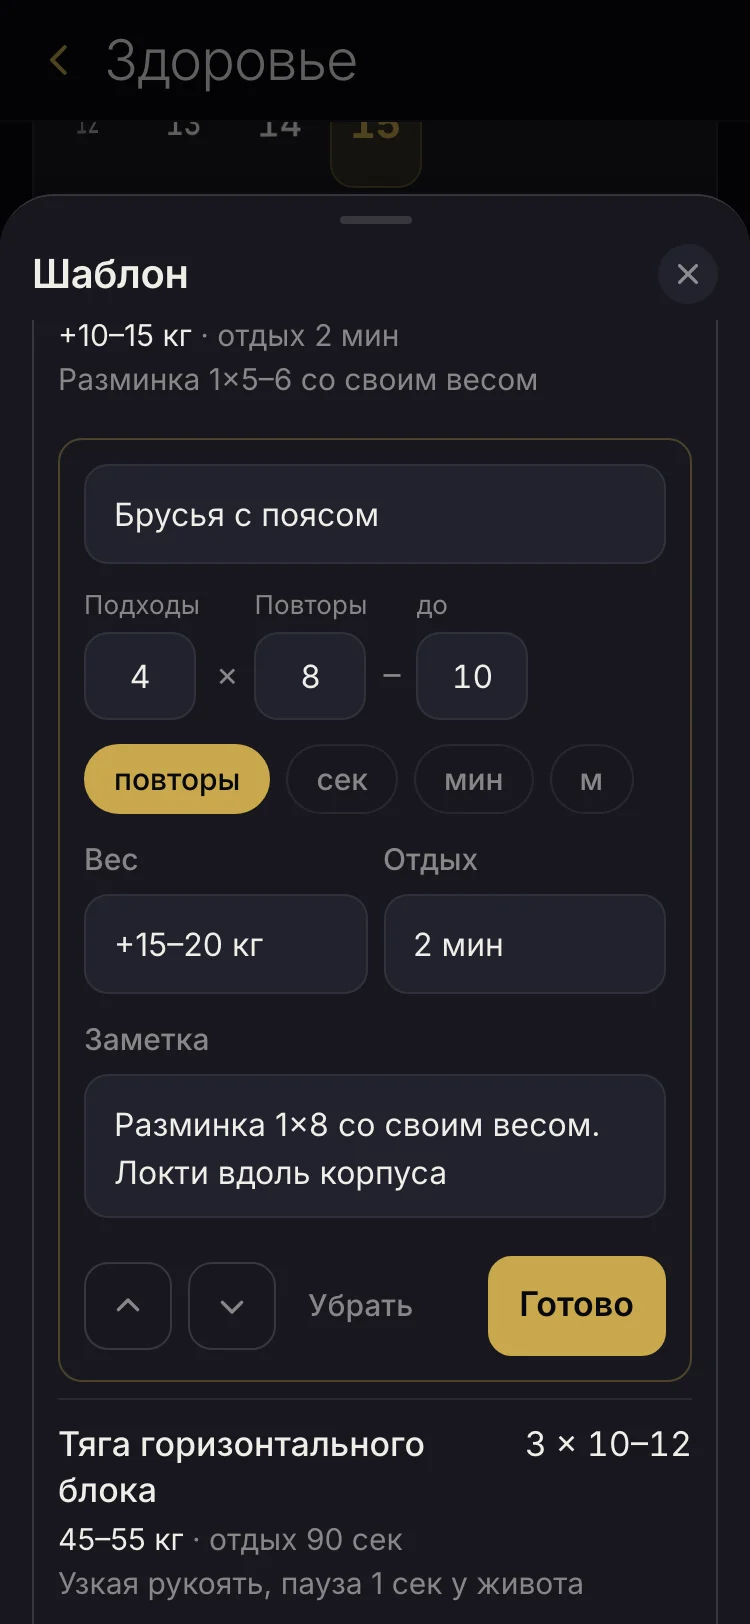 Здоровье
12 13 14 15
Шаблон
+10–15 кг · отдых 2 мин
Разминка 1×5–6 со своим весом
Брусья с поясом
Подходы Повторы до
4 × 8 – 10
повторы сек мин м
Вес Отдых
+15–20 кг 2 мин
Заметка
Разминка 1×8 со своим весом.
Локти вдоль корпуса
Убрать Готово
Тяга горизонтального 3 × 10–12
блока
45–55 кг · отдых 90 сек
Узкая рукоять, пауза 1 сек у живота